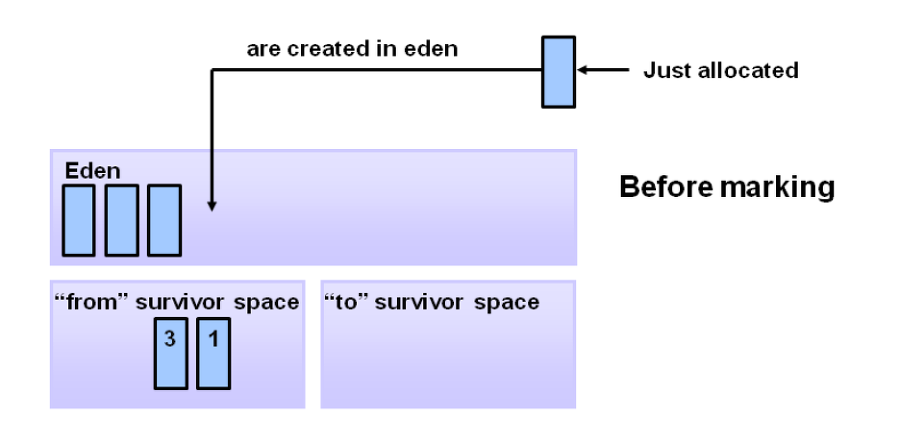 are created in eden
Just allocated
Eden
Before marking
“from” survivor space
“to” survivor space
3 1